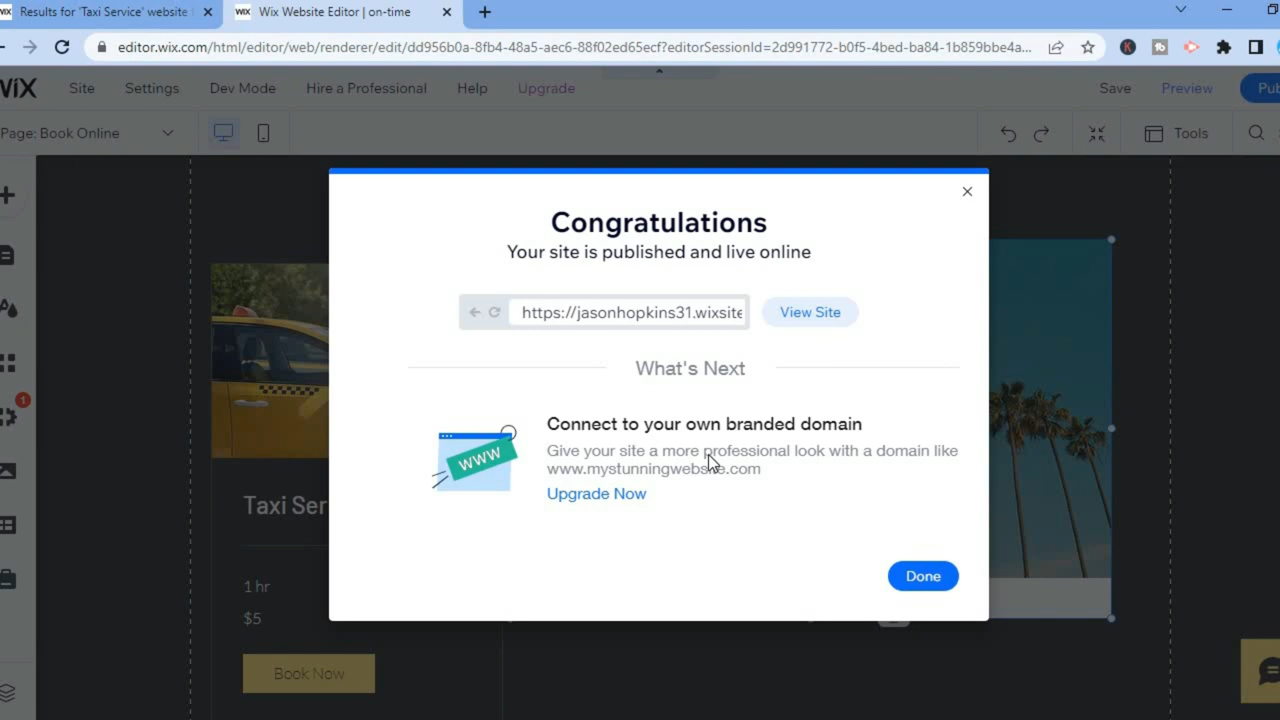 Results for 'Taxi Service' website
Wix Website Editor | on-time
editor.wix.com/html/editor/web/renderer/edit/dd956b0a-8fb4-48a5-aec6-88f02ed65ecf?editorSessionId=2d991772-b0f5-4bed-ba84-1b859bbe4a...
WiX Site Settings Dev Mode Hire a Professional Help Upgrade Save Preview Pub
Page: Book Online Tools
Congratulations
Your site is published and live online
https://jasonhopkins31.wixsite View Site
What's Next
Connect to your own branded domain
Give your site a more professional look with a domain like
www.mystunningwebsite.com
Upgrade Now
WWW
Done
1
Taxi Ser
1 hr
$5
Book Now